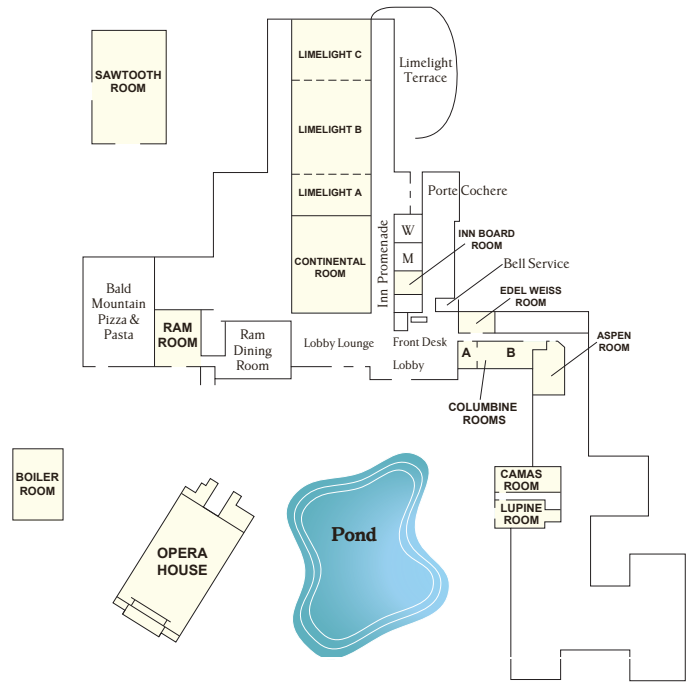 LIMELIGHT C
Limelight
Terrace
SAWTOOTH
ROOM
LIMELIGHT B
LIMELIGHT A
Porte Cochere
W
INN BOARD
ROOM
M
CONTINENTAL
ROOM
Inn Promenade
Bell Service
Bald
Mountain
Pizza &
Pasta
EDEL WEISS
ROOM
RAM
ROOM
Ram
Dining
Room
Lobby Lounge
Front Desk
Lobby
ASPEN
ROOM
A
B
COLUMBINE
ROOMS
BOILER
ROOM
CAMAS
ROOM
LUPINE
ROOM
OPERA
HOUSE
Pond